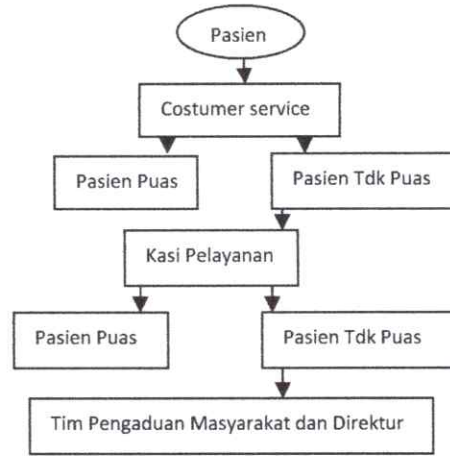 Pasien
Costumer service
Pasien Puas
Pasien Tdk Puas
Kasi Pelayanan
Pasien Puas
Pasien Tdk Puas
Tim Pengaduan Masyarakat dan Direktur